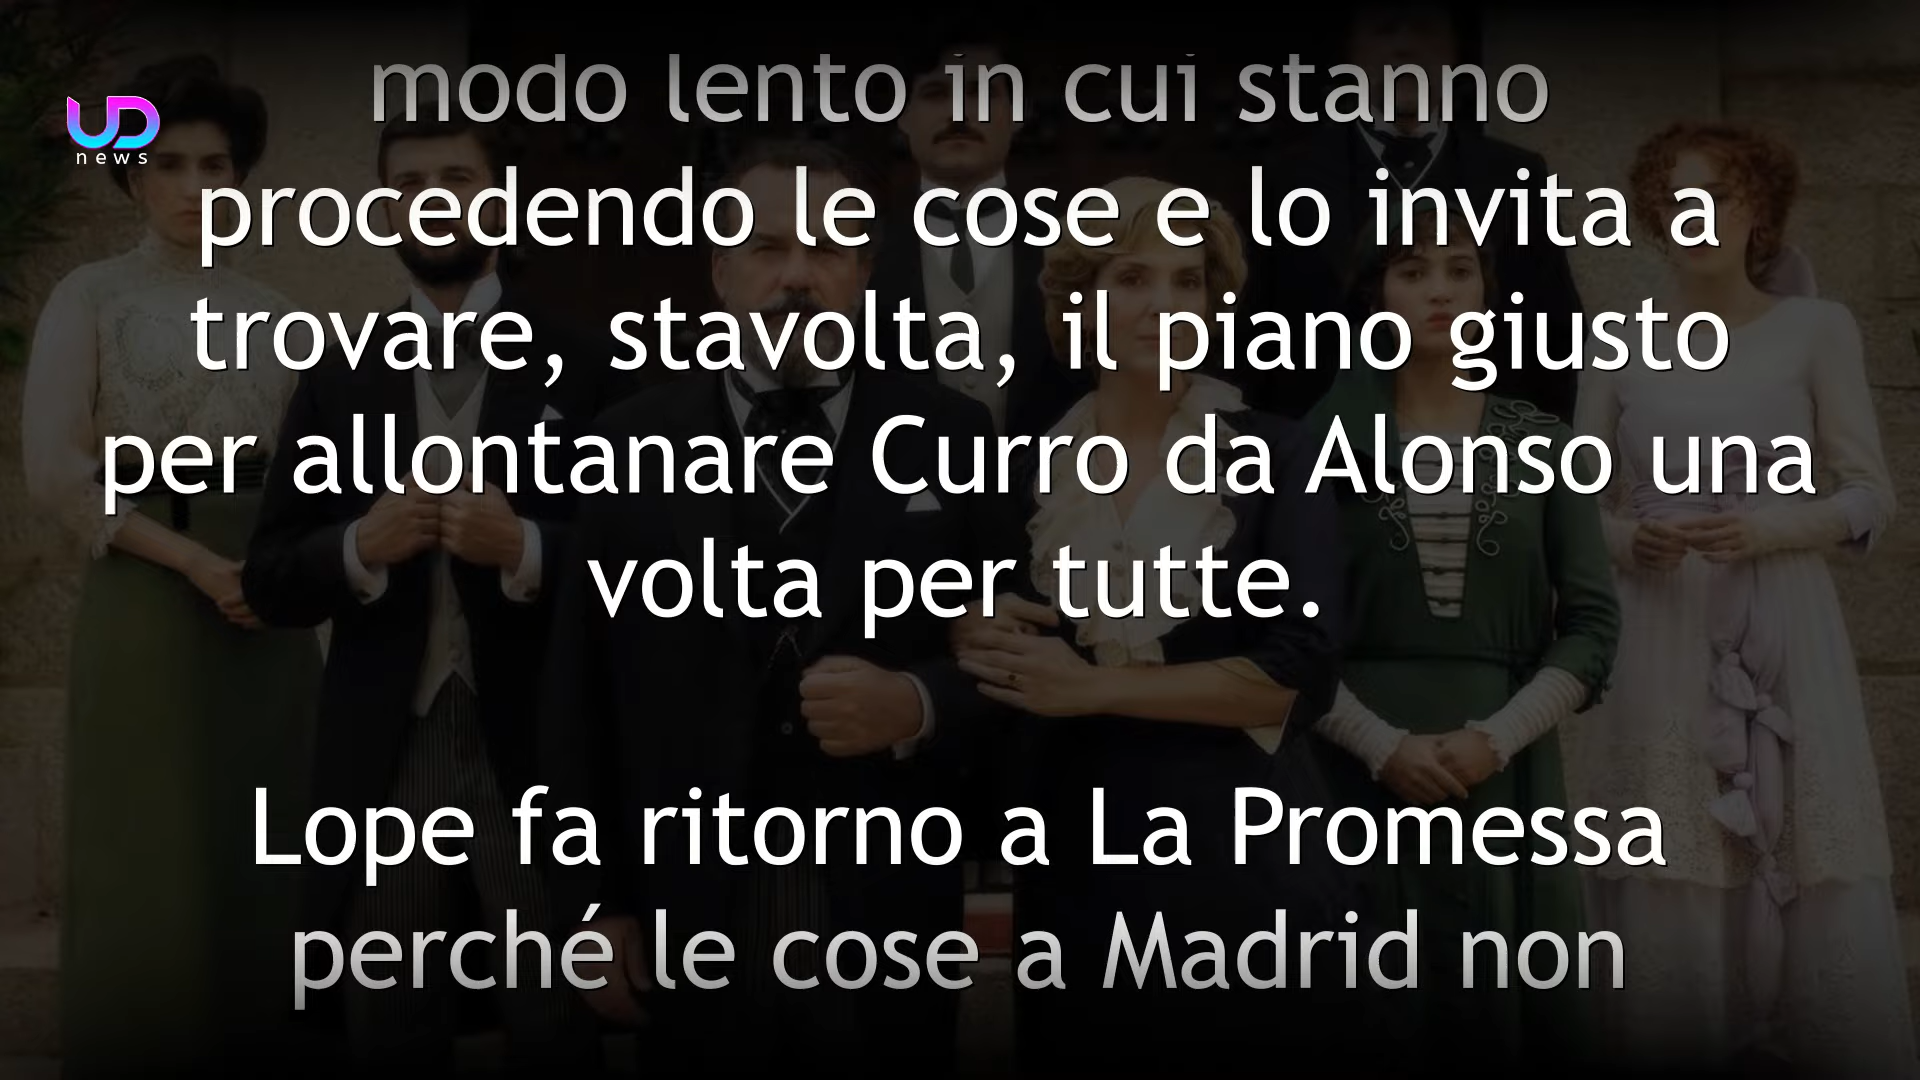 modo lento in cui stanno
UD
news
procedendo le cose e lo invita a
trovare, stavolta, il piano giusto
per allontanare Curro da Alonso una
volta per tutte.
Lope fa ritorno a La Promessa
perché le cose a Madrid non